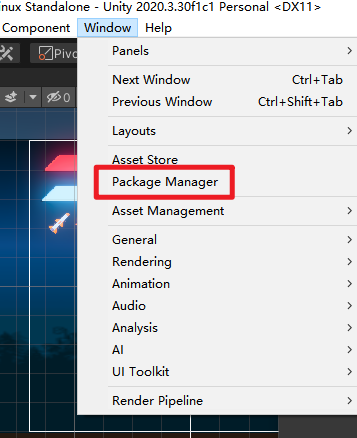 inux Standalone - Unity 2020.3.30f1c1 Personal <DX11>
Component Window Help
Pivo
0
Panels
Next Window Ctrl+Tab
Previous Window Ctrl+Shift+Tab
Layouts
Asset Store
Package Manager
Asset Management
General
Rendering
Animation
Audio
Analysis
AI
UI Toolkit
Render Pipeline